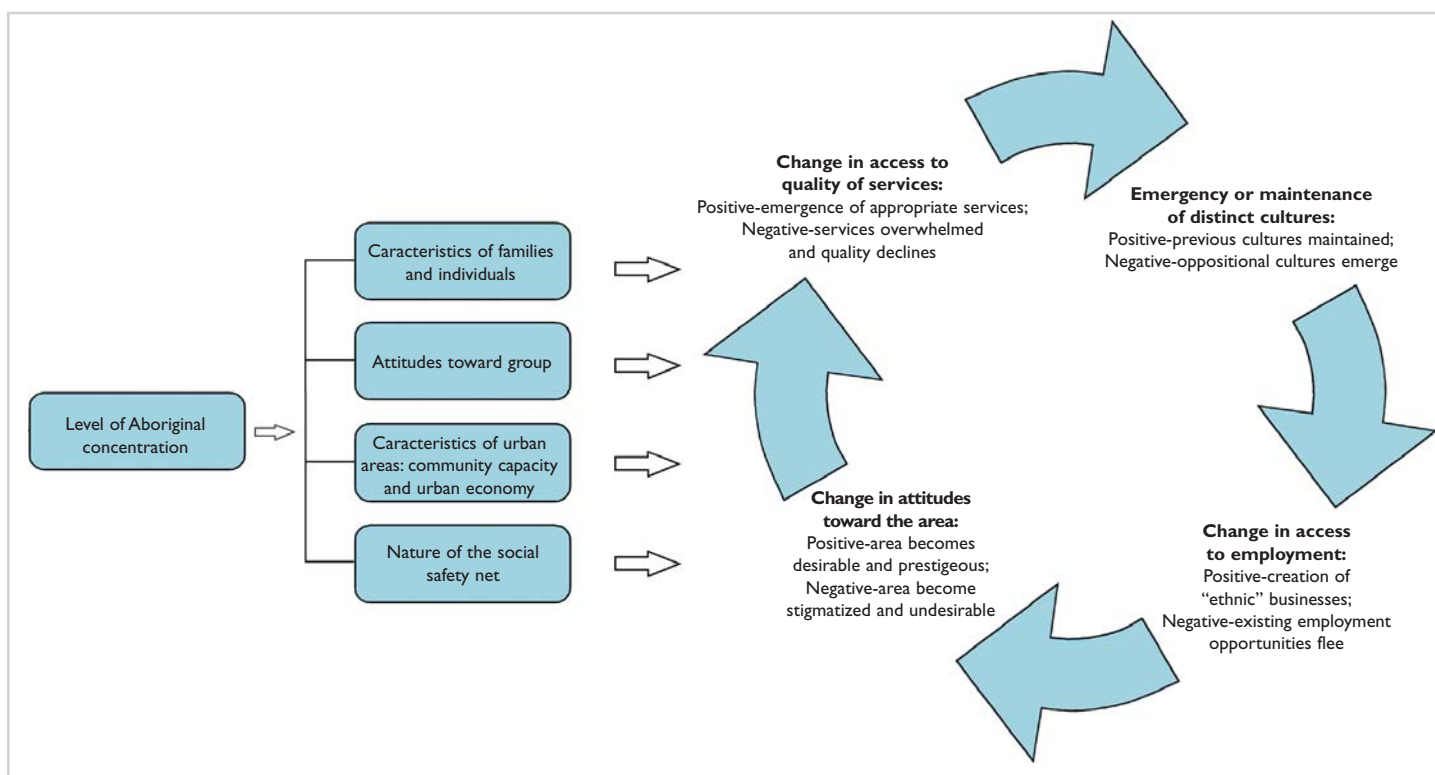 Level of Aboriginal
concentration
Caracteristics of families
and individuals
Attitudes toward group
Caracteristics of urban
areas: community capacity
and urban economy
Nature of the social
safety net
Change in access to
quality of services:
Positive-emergence of appropriate services;
Negative-services overwhelmed
and quality declines
Emergency or maintenance
of distinct cultures:
Positive-previous cultures maintained;
Negative-oppositional cultures emerge
Change in access
to employment:
Positive-creation of
“ethnic” businesses;
Negative-existing employment
opportunities flee
Change in attitudes
toward the area:
Positive-area becomes
desirable and prestigeous;
Negative-area become
stigmatized and undesirable